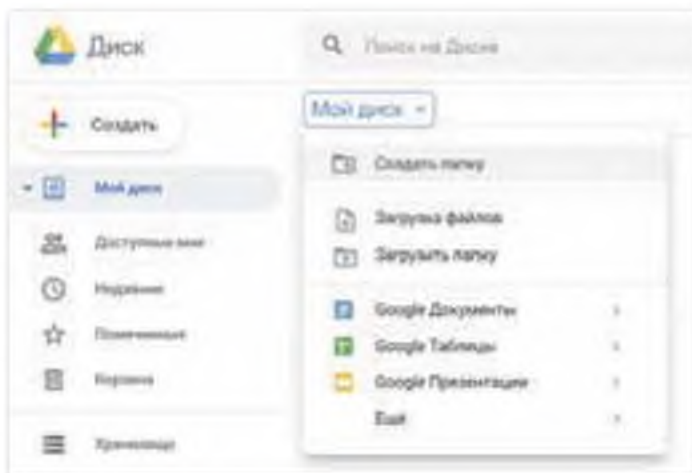 Диск
Поиск на Диске
Создать
Мой диск
Мой диск
Доступные мне
Недавние
Помеченные
Корзина
Хранилище
Создать папку
Загрузка файлов
Загрузить папку
Google Документы
Google Таблицы
Google Презентации
Ещё